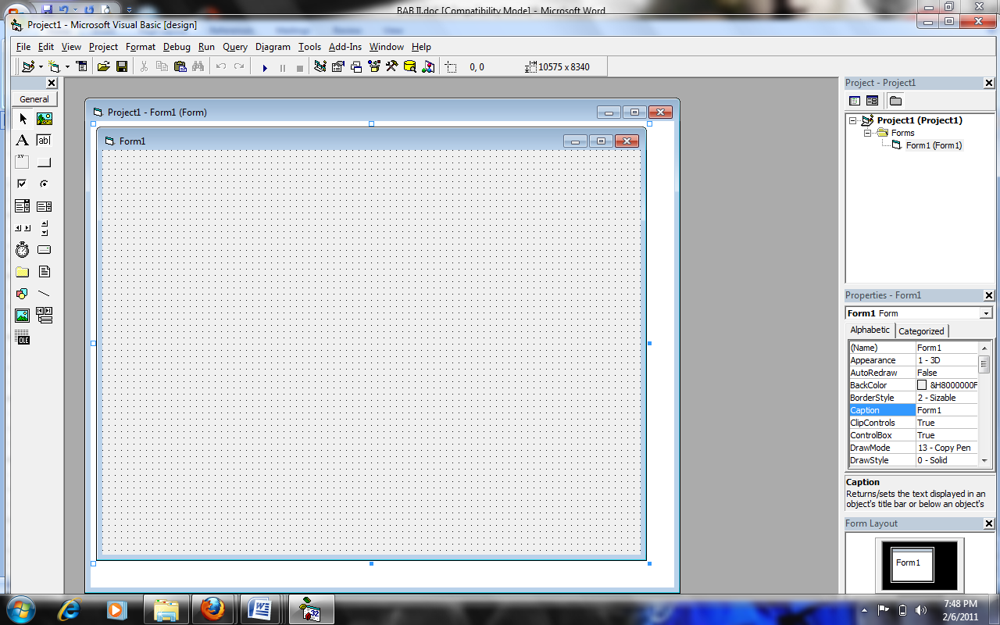 BAB II.doc [Compatibility Mode] - Microsoft Word
Project1 - Microsoft Visual Basic [design]
File Edit View Project Format Debug Run Query Diagram Tools Add-Ins Window Help
0, 0 10575 x 8340
General
A ab|
xv
OLE
Project1 - Form1 (Form)
Form1
Project - Project1
Project1 (Project1)
Forms
Form1 (Form1)
Properties - Form1
Form1 Form
Alphabetic Categorized
(Name) Form1
Appearance 1 - 3D
AutoRedraw False
BackColor &H8000000F
BorderStyle 2 - Sizable
Caption Form1
ClipControls True
ControlBox True
DrawMode 13 - Copy Pen
DrawStyle 0 - Solid
Caption
Returns/sets the text displayed in an
object's title bar or below an object's
Form Layout
Form1
7:48 PM
2/6/2011